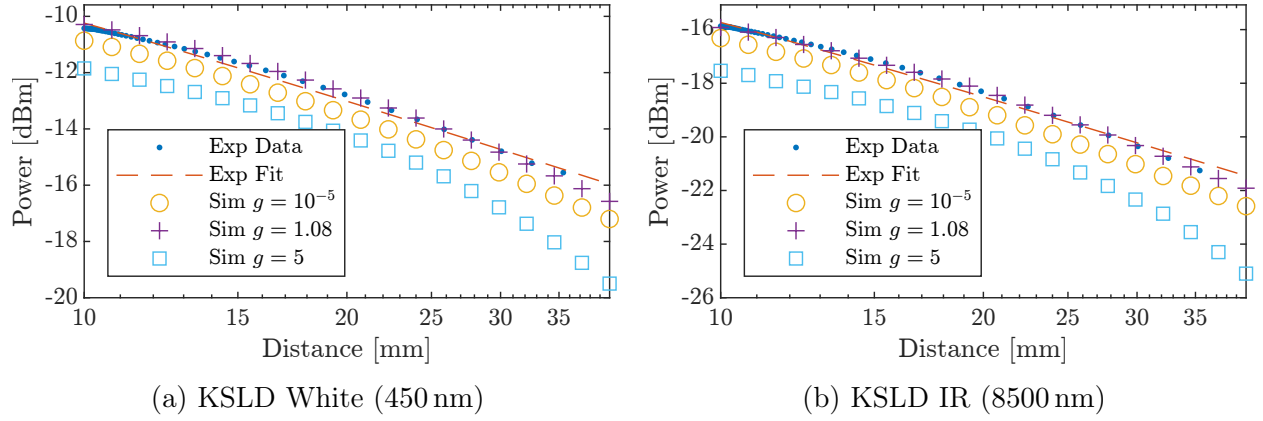 -10
-12
-14
-16
-18
-20
Power [dBm]
Exp Data
Exp Fit
Sim g = 10⁻⁵
Sim g = 1.08
Sim g = 5
10 15 20 25 30 35
Distance [mm]
(a) KSLD White (450 nm)
-16
-18
-20
-22
-24
-26
Power [dBm]
Exp Data
Exp Fit
Sim g = 10⁻⁵
Sim g = 1.08
Sim g = 5
10 15 20 25 30 35
Distance [mm]
(b) KSLD IR (8500 nm)